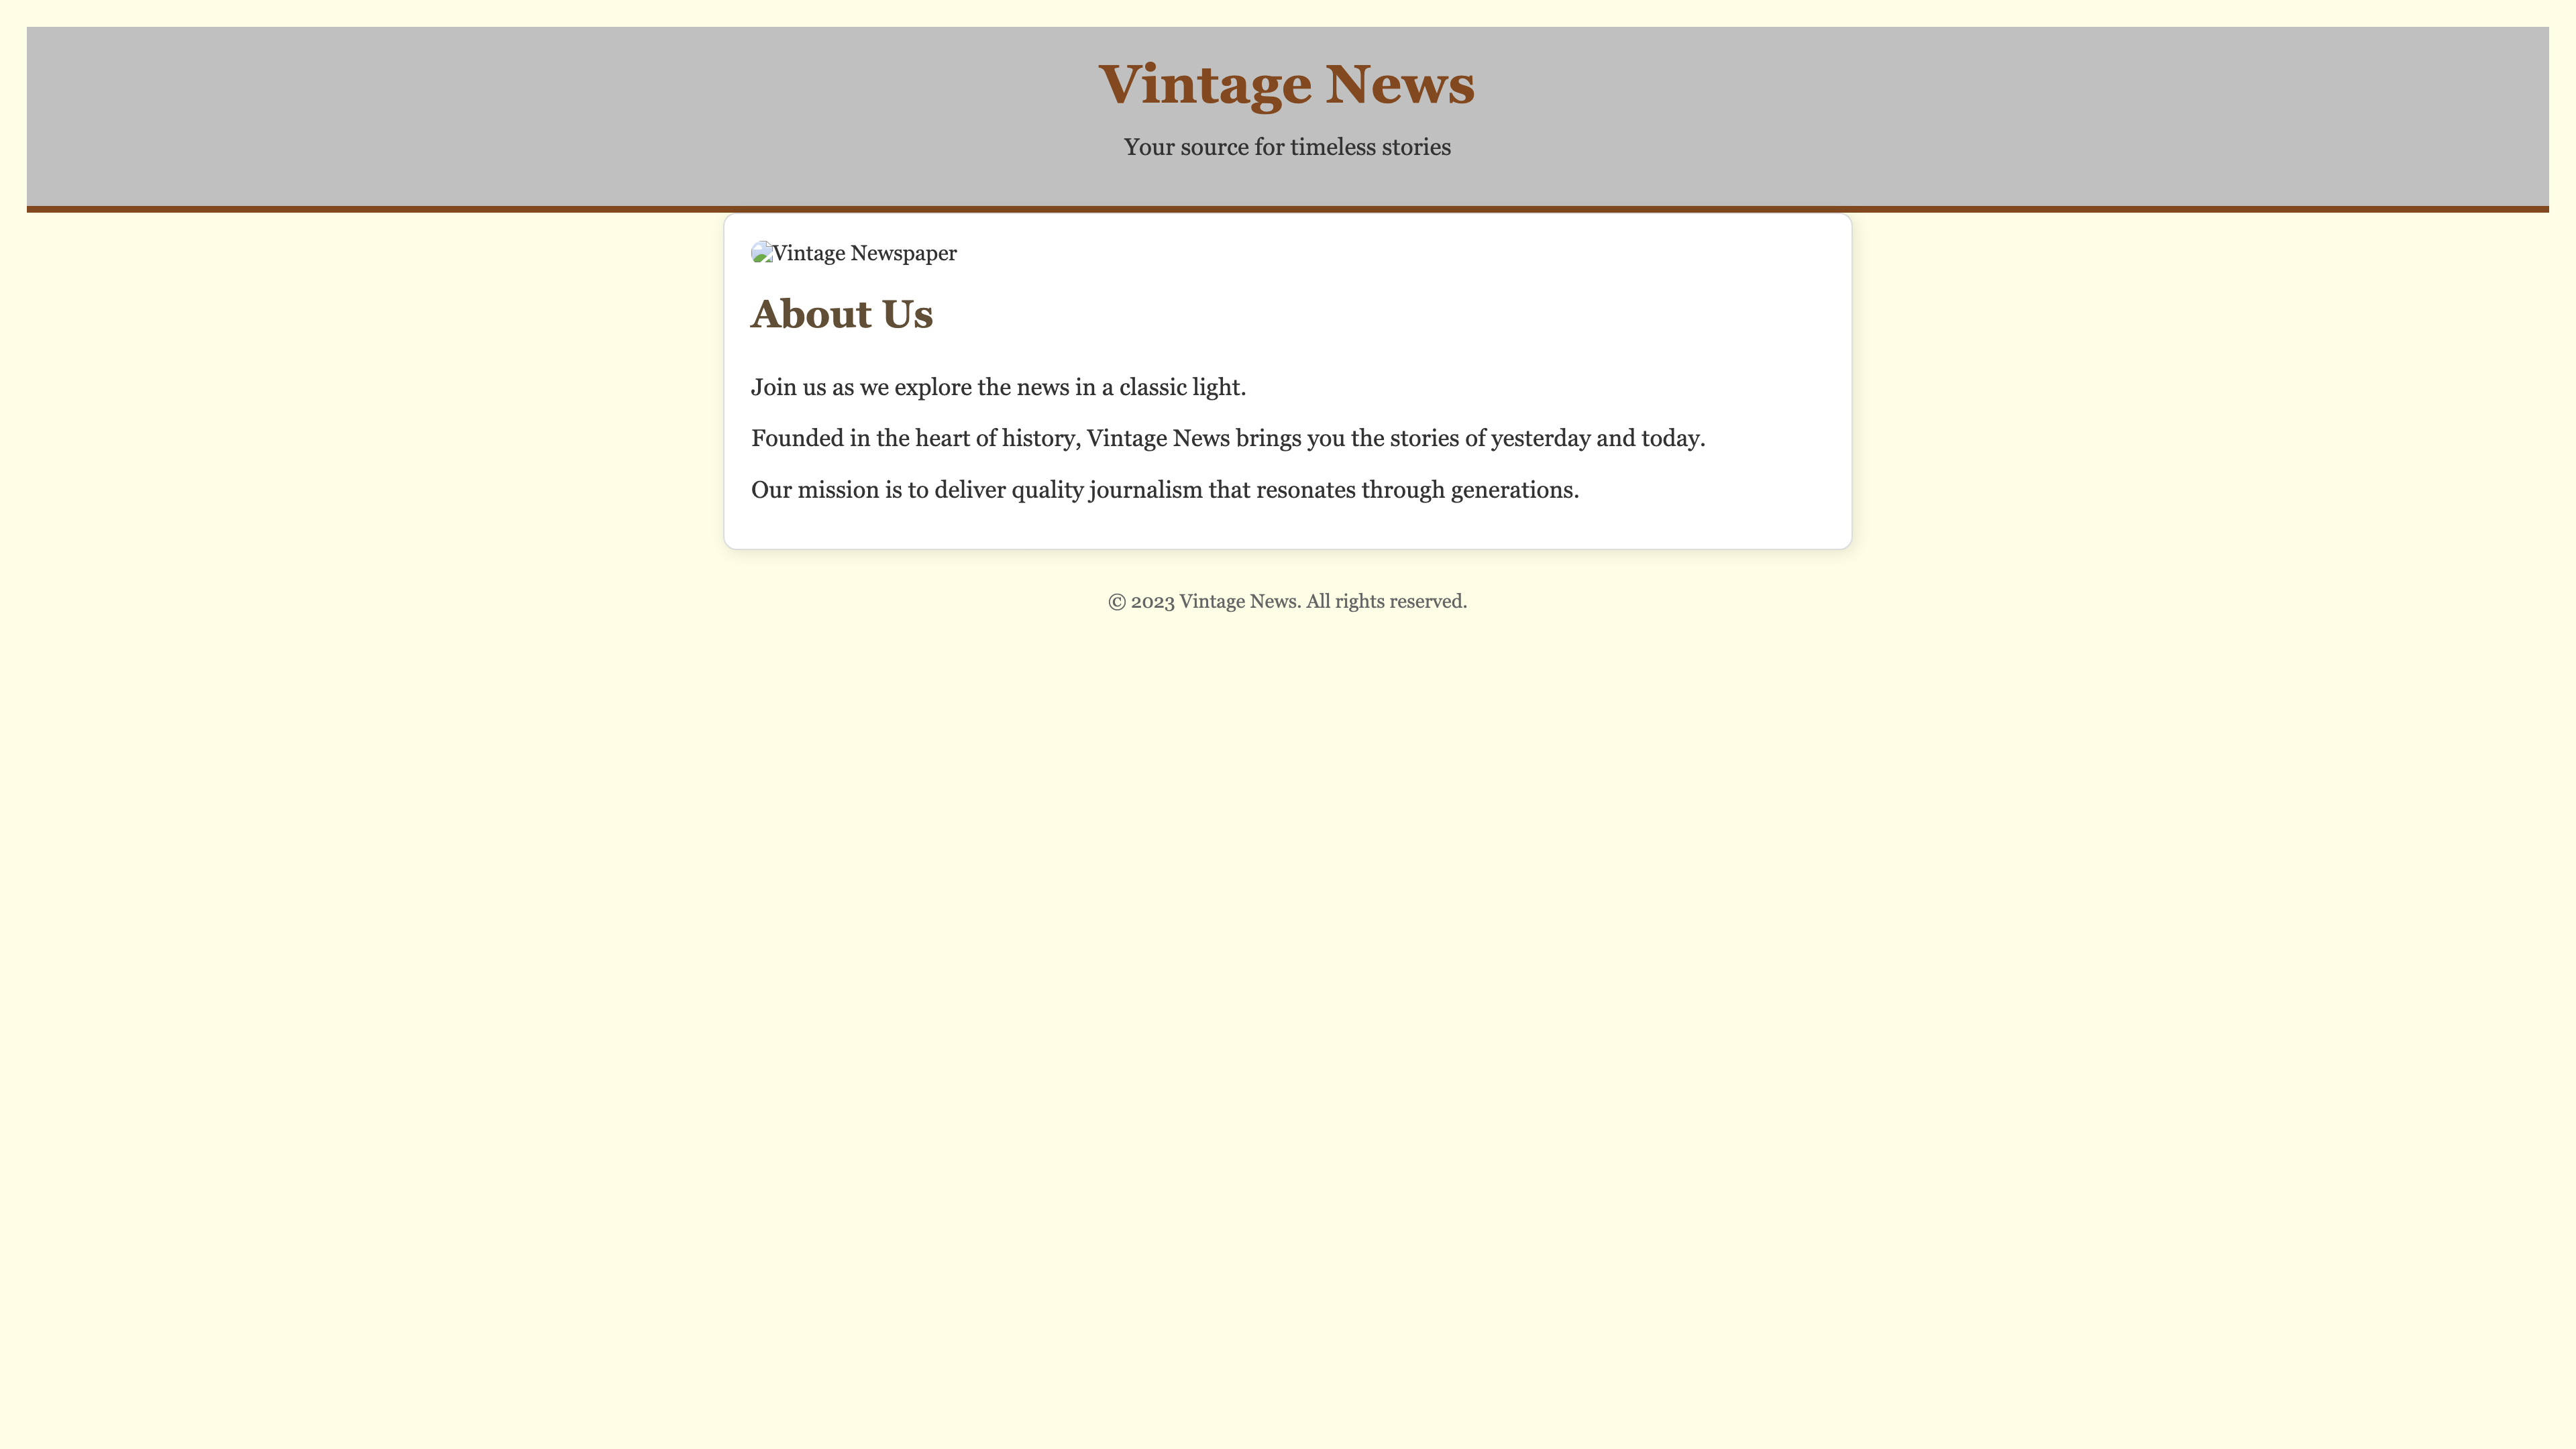 Vintage News
Your source for timeless stories
Vintage Newspaper
About Us
Join us as we explore the news in a classic light.
Founded in the heart of history, Vintage News brings you the stories of yesterday and today.
Our mission is to deliver quality journalism that resonates through generations.
© 2023 Vintage News. All rights reserved.